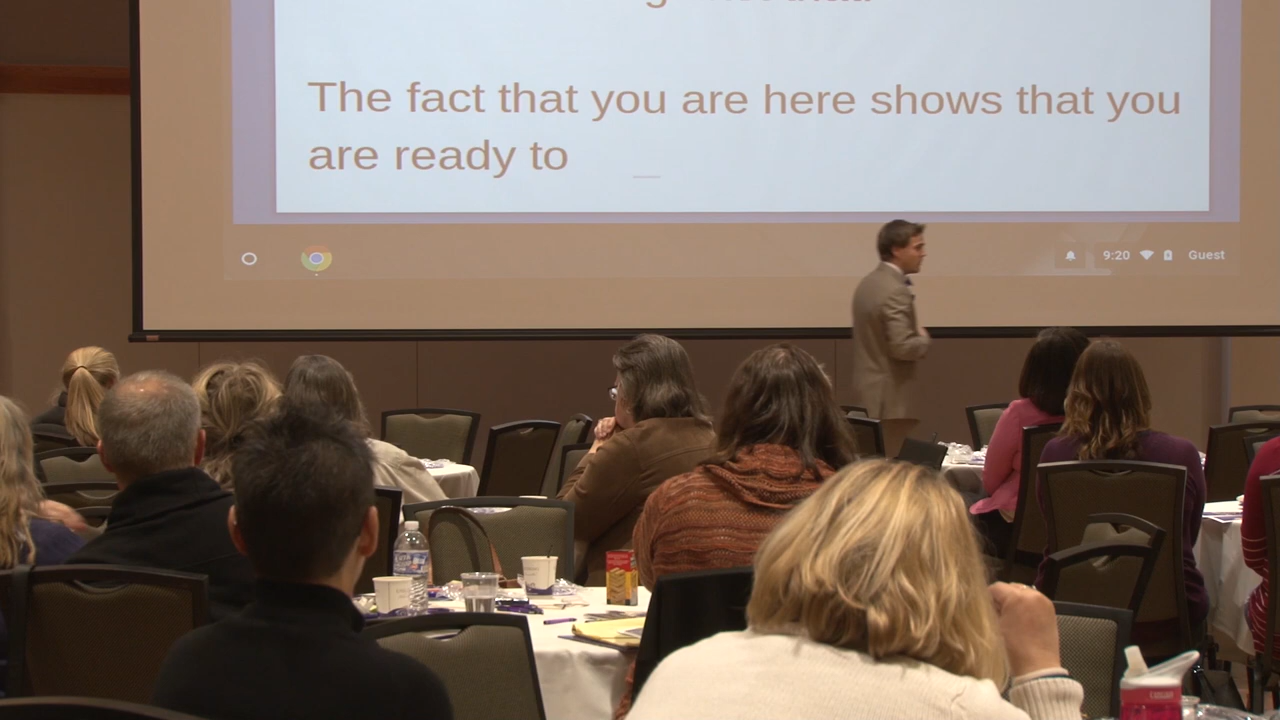 The fact that you are here shows that you
are ready to
9:20 Guest